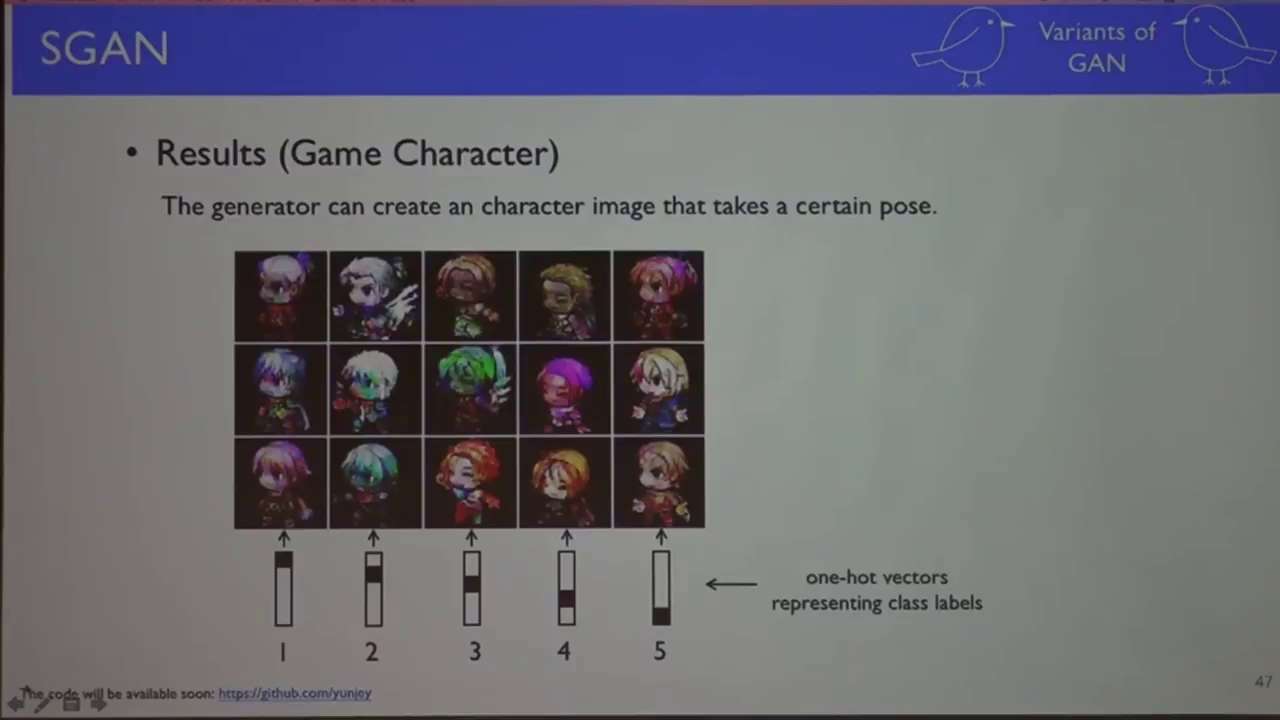 SGAN
Variants of
GAN
• Results (Game Character)
The generator can create an character image that takes a certain pose.
one-hot vectors
representing class labels
1 2 3 4 5
The code will be available soon: https://github.com/yunjey
47